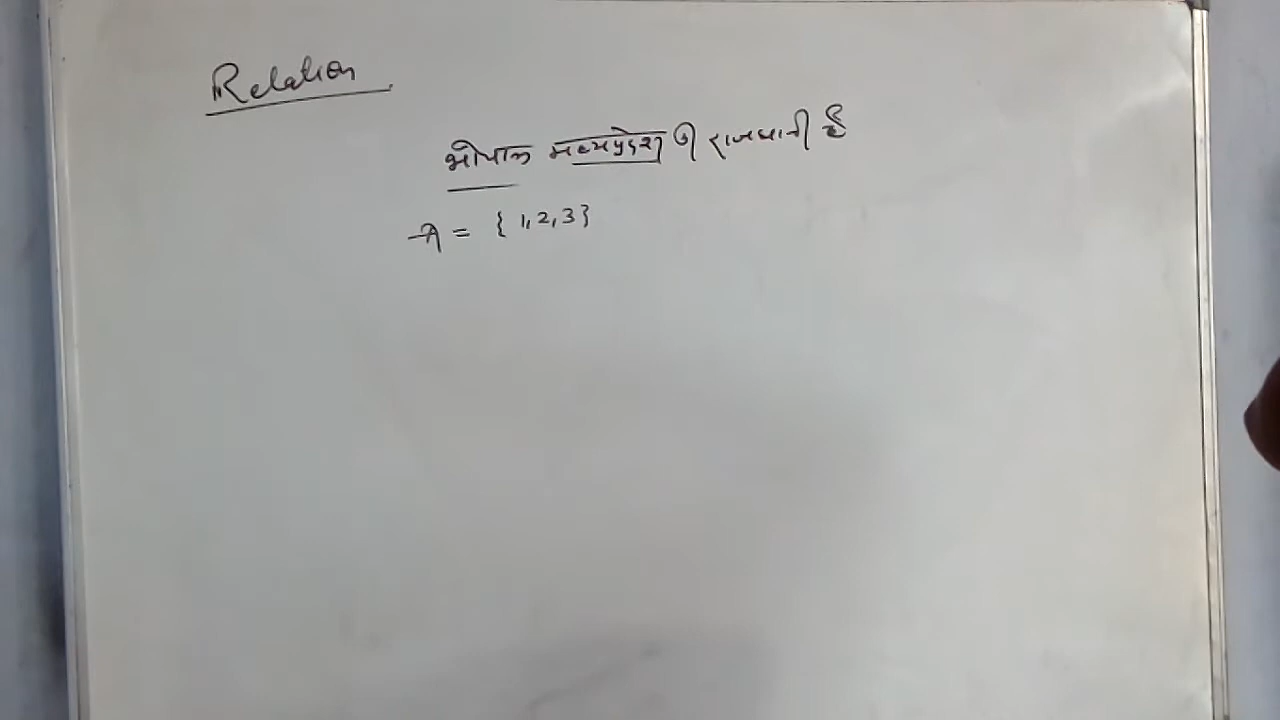 Relation
भोपाल मध्यप्रदेश की राजधानी है
A = { 1, 2, 3 }